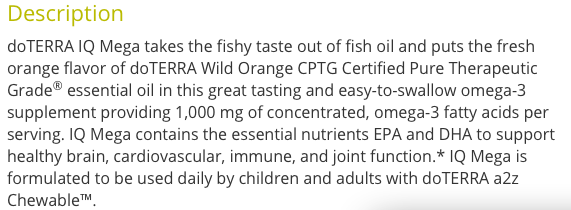 Description
doTERRA IQ Mega takes the fishy taste out of fish oil and puts the fresh
orange flavor of doTERRA Wild Orange CPTG Certified Pure Therapeutic
Grade® essential oil in this great tasting and easy-to-swallow omega-3
supplement providing 1,000 mg of concentrated, omega-3 fatty acids per
serving. IQ Mega contains the essential nutrients EPA and DHA to support
healthy brain, cardiovascular, immune, and joint function.* IQ Mega is
formulated to be used daily by children and adults with doTERRA a2z
Chewable™.